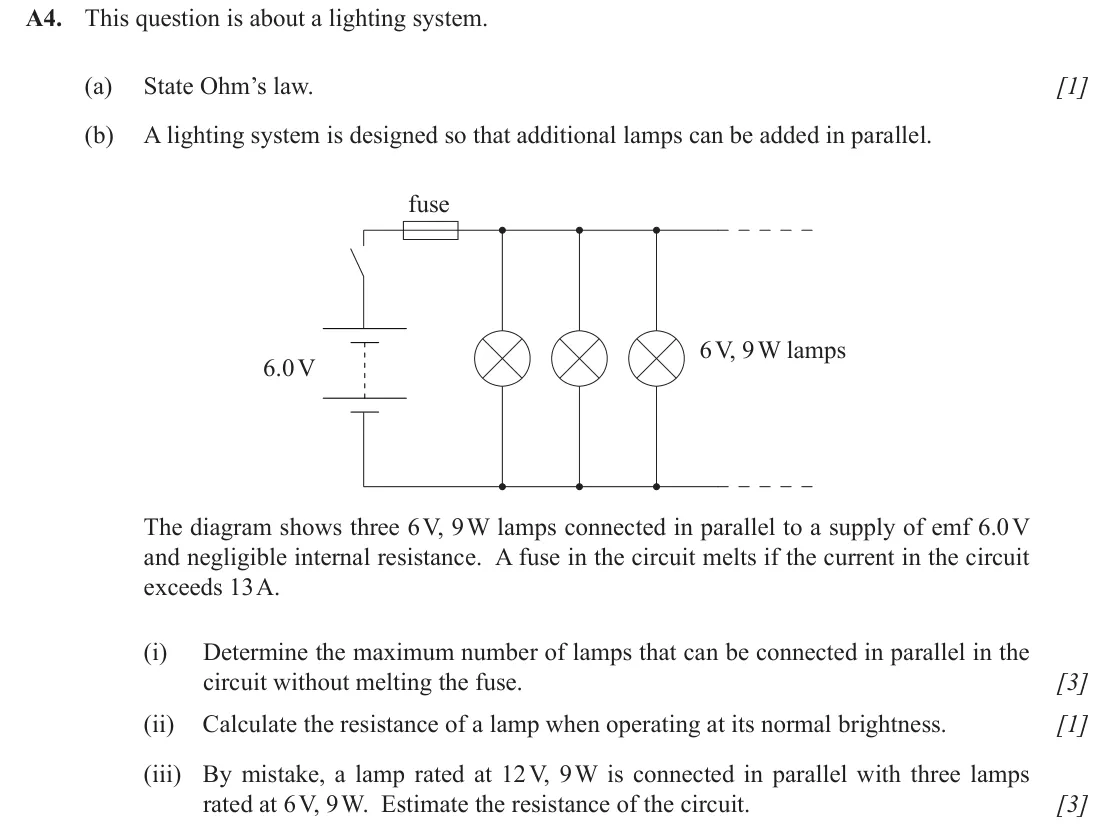 A4. This question is about a lighting system.
(a) State Ohm’s law. [1]
(b) A lighting system is designed so that additional lamps can be added in parallel.
fuse
6 V, 9 W lamps
6.0 V
The diagram shows three 6 V, 9 W lamps connected in parallel to a supply of emf 6.0 V
and negligible internal resistance. A fuse in the circuit melts if the current in the circuit
exceeds 13 A.
(i) Determine the maximum number of lamps that can be connected in parallel in the
circuit without melting the fuse. [3]
(ii) Calculate the resistance of a lamp when operating at its normal brightness. [1]
(iii) By mistake, a lamp rated at 12 V, 9 W is connected in parallel with three lamps
rated at 6 V, 9 W. Estimate the resistance of the circuit. [3]